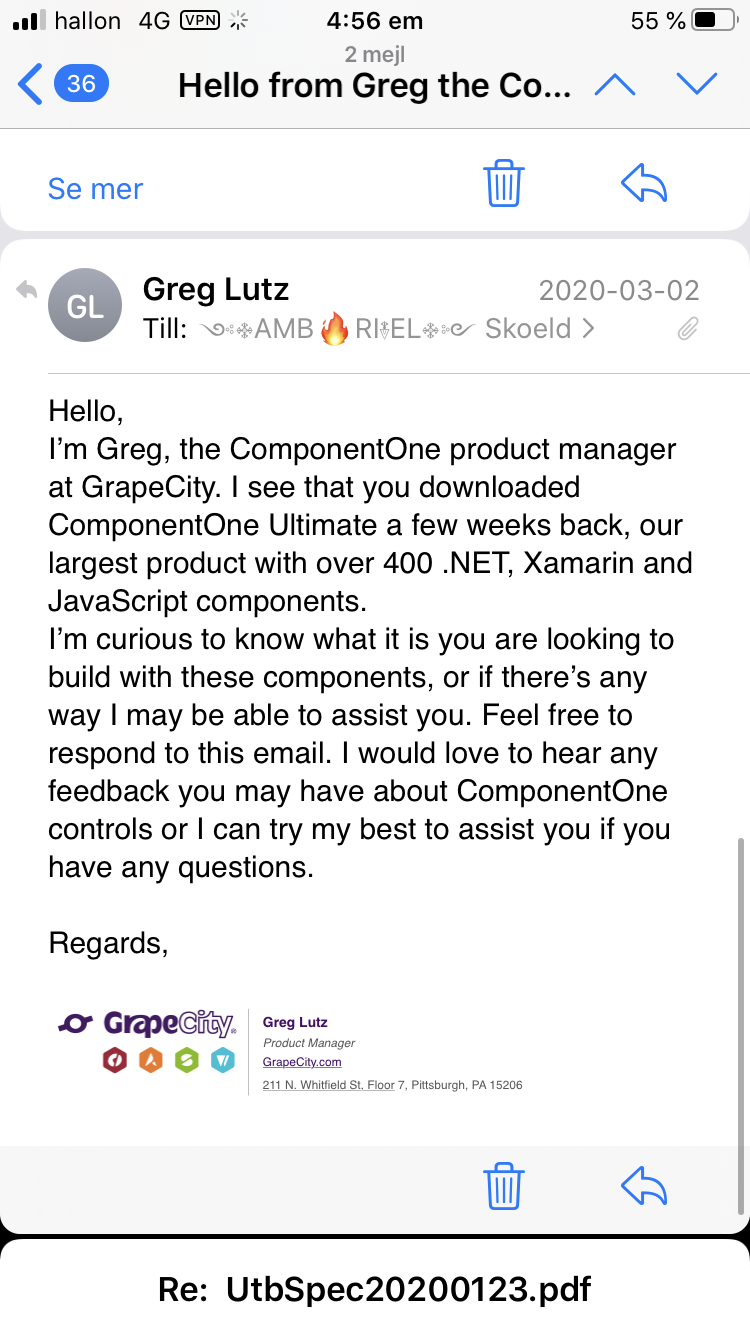 hallon 4G VPN 4:56 em 55 %
2 mejl
36 Hello from Greg the Co...
Se mer
GL Greg Lutz 2020-03-02
Till: ࿐༻AMB🔥RI༒EL༺࿐ Skoeld >
Hello,
I’m Greg, the ComponentOne product manager
at GrapeCity. I see that you downloaded
ComponentOne Ultimate a few weeks back, our
largest product with over 400 .NET, Xamarin and
JavaScript components.
I’m curious to know what it is you are looking to
build with these components, or if there’s any
way I may be able to assist you. Feel free to
respond to this email. I would love to hear any
feedback you may have about ComponentOne
controls or I can try my best to assist you if you
have any questions.
Regards,
GrapeCity®
Greg Lutz
Product Manager
GrapeCity.com
211 N. Whitfield St. Floor 7, Pittsburgh, PA 15206
Re: UtbSpec20200123.pdf